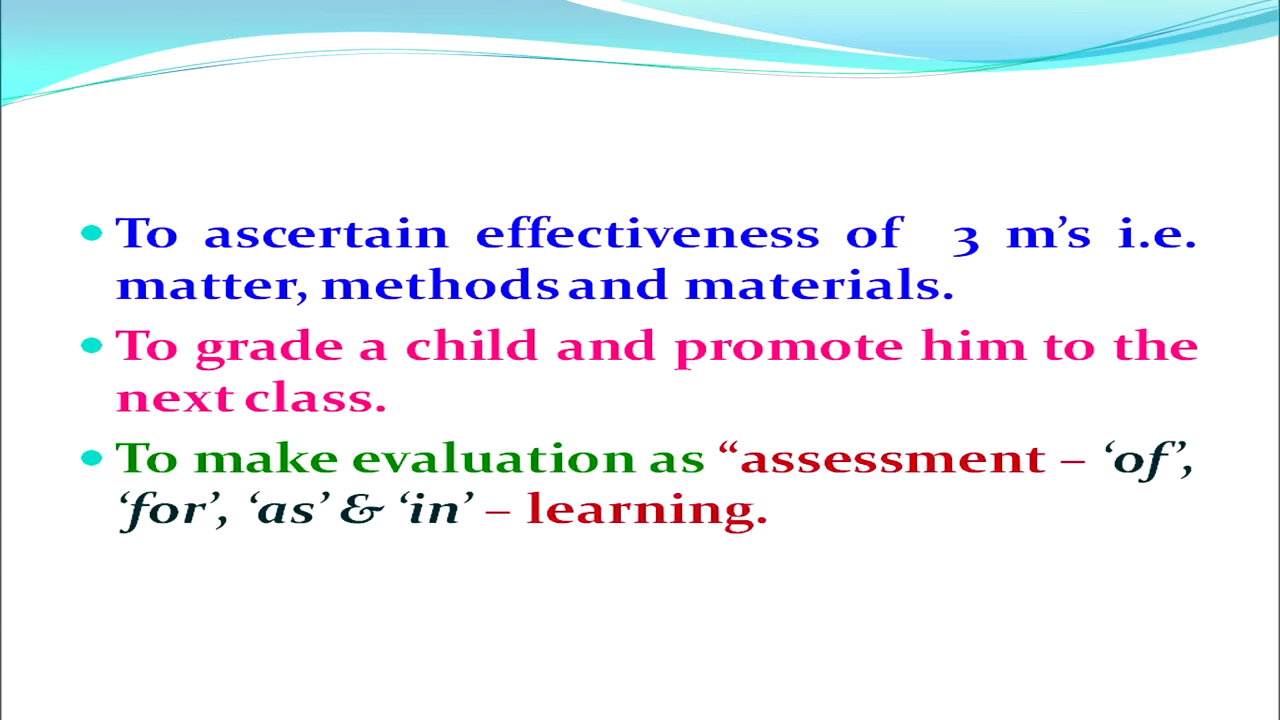 • To ascertain effectiveness of 3 m’s i.e.
matter, methods and materials.
• To grade a child and promote him to the
next class.
• To make evaluation as “assessment – ‘of’,
‘for’, ‘as’ & ‘in’ – learning.